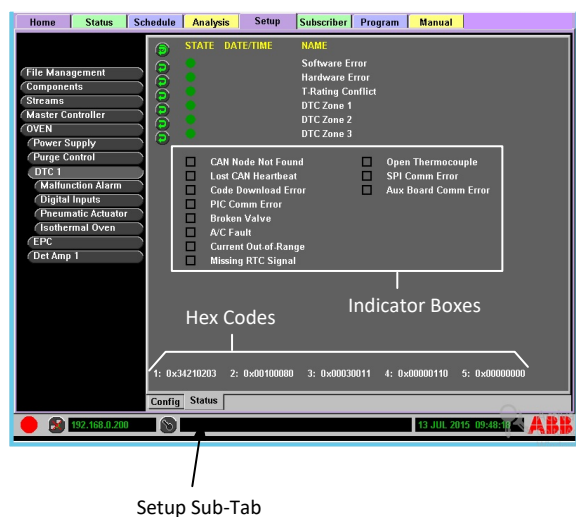 Home Status Schedule Analysis Setup Subscriber Program Manual
STATE DATE/TIME NAME
Software Error
Hardware Error
T-Rating Conflict
DTC Zone 1
DTC Zone 2
DTC Zone 3
File Management
Components
Streams
Master Controller
OVEN
Power Supply
Purge Control
DTC 1
Malfunction Alarm
Digital Inputs
Pneumatic Actuator
Isothermal Oven
EPC
Det Amp 1
CAN Node Not Found
Lost CAN Heartbeat
Code Download Error
PIC Comm Error
Broken Valve
A/C Fault
Current Out-of-Range
Missing RTC Signal
Open Thermocouple
SPI Comm Error
Aux Board Comm Error
Indicator Boxes
Hex Codes
1: 0x34210203 2: 0x00100080 3: 0x00030011 4: 0x00000110 5: 0x00000000
Config Status
192.168.0.200 13 JUL 2015 ABB
Setup Sub-Tab